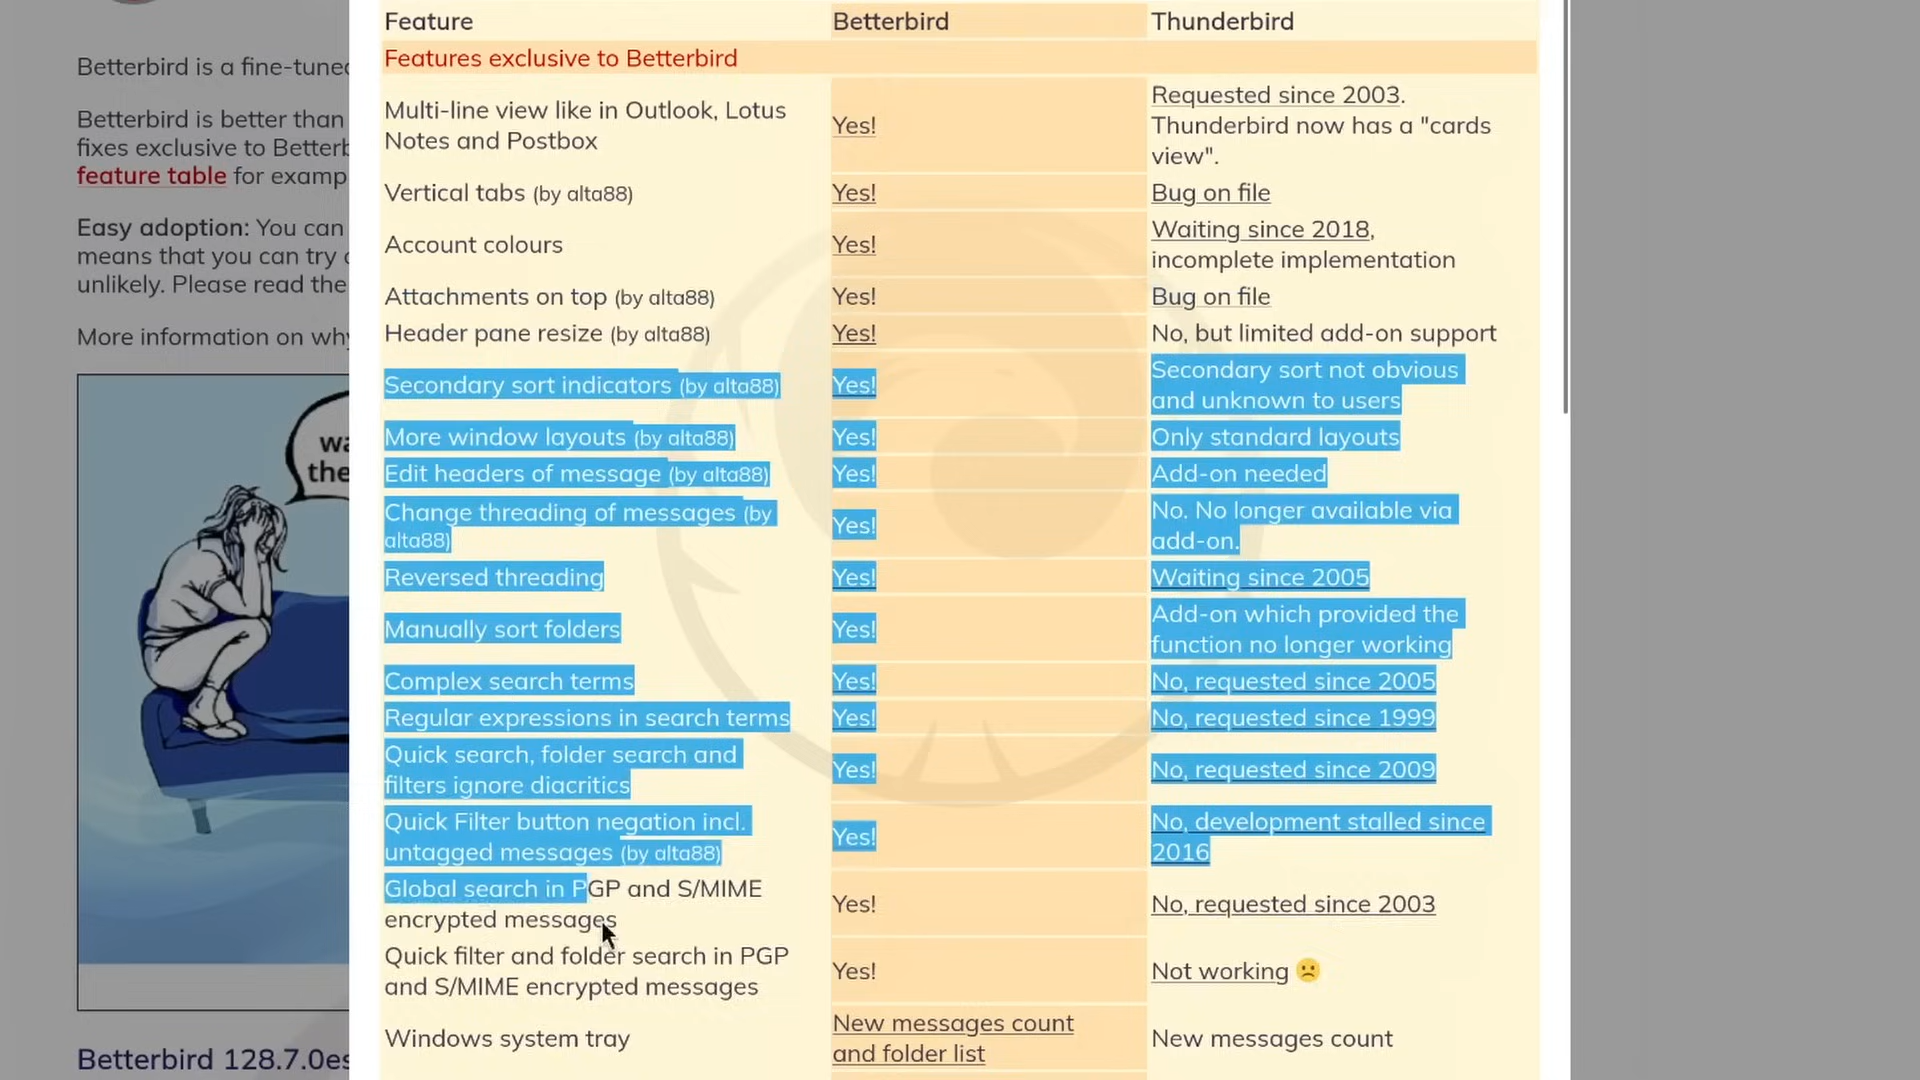 Betterbird is a fine-tuned
Betterbird is better than
fixes exclusive to Betterb
feature table for examp
Easy adoption: You can
means that you can try
unlikely. Please read the
More information on why
wa
the
Betterbird 128.7.0es
Feature Betterbird Thunderbird
Features exclusive to Betterbird
Multi-line view like in Outlook, Lotus
Notes and Postbox
Yes!
Requested since 2003.
Thunderbird now has a "cards
view".
Vertical tabs (by alta88) Yes! Bug on file
Account colours Yes!
Waiting since 2018,
incomplete implementation
Attachments on top (by alta88) Yes! Bug on file
Header pane resize (by alta88) Yes! No, but limited add-on support
Secondary sort indicators (by alta88) Yes!
Secondary sort not obvious
and unknown to users
More window layouts (by alta88) Yes! Only standard layouts
Edit headers of message (by alta88) Yes! Add-on needed
Change threading of messages (by
alta88)
Yes!
No. No longer available via
add-on.
Reversed threading Yes! Waiting since 2005
Manually sort folders Yes!
Add-on which provided the
function no longer working
Complex search terms Yes! No, requested since 2005
Regular expressions in search terms Yes! No, requested since 1999
Quick search, folder search and
filters ignore diacritics
Yes! No, requested since 2009
Quick Filter button negation incl.
untagged messages (by alta88)
Yes!
No, development stalled since
2016
Global search in PGP and S/MIME
encrypted messages
Yes! No, requested since 2003
Quick filter and folder search in PGP
and S/MIME encrypted messages
Yes! Not working
Windows system tray
New messages count
and folder list
New messages count